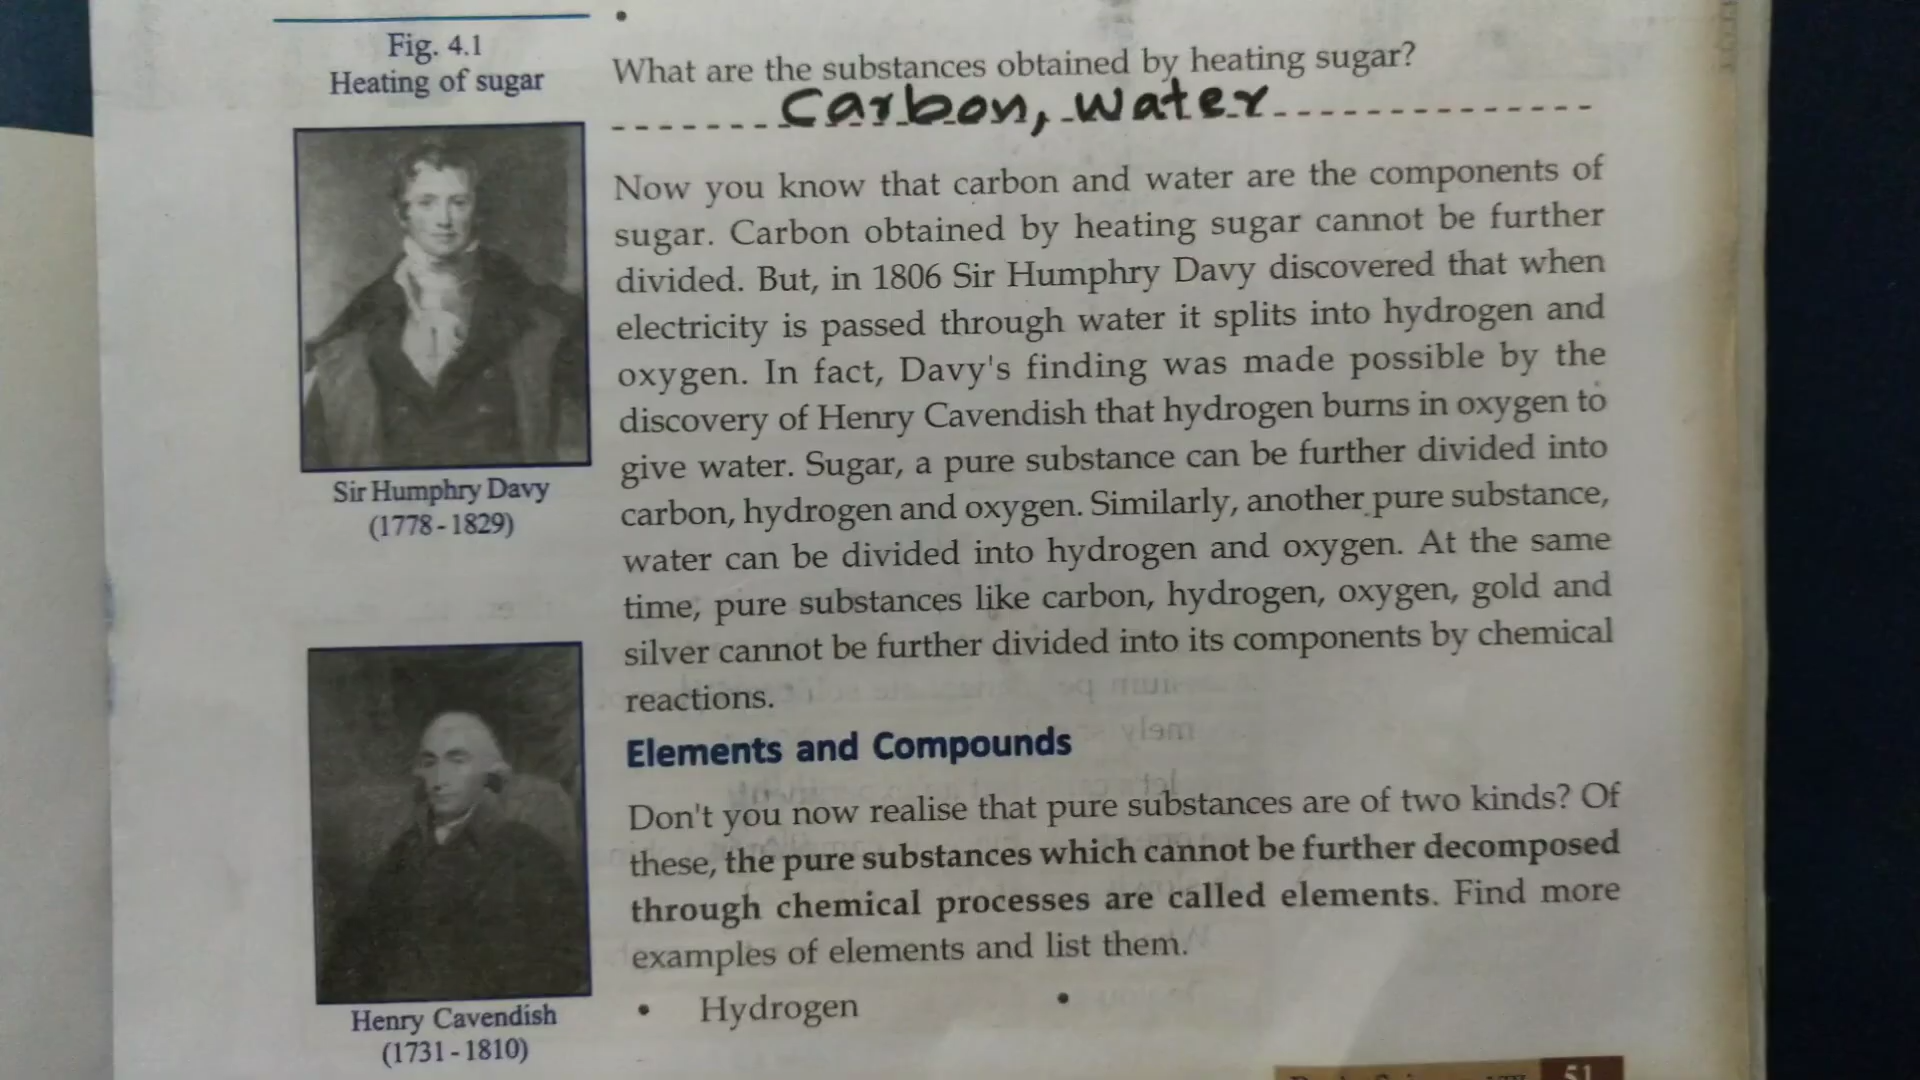 Fig. 4.1
Heating of sugar
What are the substances obtained by heating sugar?
Carbon, water
Now you know that carbon and water are the components of
sugar. Carbon obtained by heating sugar cannot be further
divided. But, in 1806 Sir Humphry Davy discovered that when
electricity is passed through water it splits into hydrogen and
oxygen. In fact, Davy's finding was made possible by the
discovery of Henry Cavendish that hydrogen burns in oxygen to
give water. Sugar, a pure substance can be further divided into
carbon, hydrogen and oxygen. Similarly, another pure substance,
water can be divided into hydrogen and oxygen. At the same
time, pure substances like carbon, hydrogen, oxygen, gold and
silver cannot be further divided into its components by chemical
reactions.
Sir Humphry Davy
(1778 - 1829)
Elements and Compounds
Don't you now realise that pure substances are of two kinds? Of
these, the pure substances which cannot be further decomposed
through chemical processes are called elements. Find more
examples of elements and list them.
• Hydrogen •
Henry Cavendish
(1731 - 1810)
51